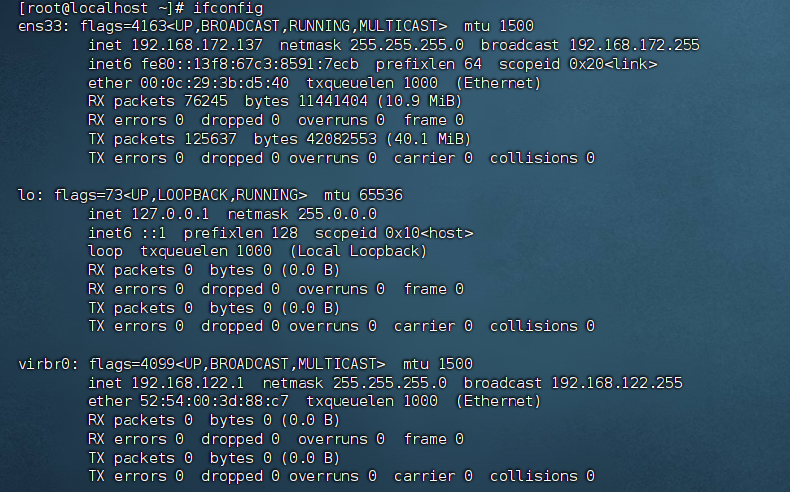 [root@localhost ~]# ifconfig
ens33: flags=4163<UP,BROADCAST,RUNNING,MULTICAST>  mtu 1500
        inet 192.168.172.137  netmask 255.255.255.0  broadcast 192.168.172.255
        inet6 fe80::13f8:67c3:8591:7ecb  prefixlen 64  scopeid 0x20<link>
        ether 00:0c:29:3b:d5:40  txqueuelen 1000  (Ethernet)
        RX packets 76245  bytes 11441404 (10.9 MiB)
        RX errors 0  dropped 0  overruns 0  frame 0
        TX packets 125637  bytes 42082553 (40.1 MiB)
        TX errors 0  dropped 0 overruns 0  carrier 0  collisions 0

lo: flags=73<UP,LOOPBACK,RUNNING>  mtu 65536
        inet 127.0.0.1  netmask 255.0.0.0
        inet6 ::1  prefixlen 128  scopeid 0x10<host>
        loop  txqueuelen 1000  (Local Loopback)
        RX packets 0  bytes 0 (0.0 B)
        RX errors 0  dropped 0  overruns 0  frame 0
        TX packets 0  bytes 0 (0.0 B)
        TX errors 0  dropped 0 overruns 0  carrier 0  collisions 0

virbr0: flags=4099<UP,BROADCAST,MULTICAST>  mtu 1500
        inet 192.168.122.1  netmask 255.255.255.0  broadcast 192.168.122.255
        ether 52:54:00:3d:88:c7  txqueuelen 1000  (Ethernet)
        RX packets 0  bytes 0 (0.0 B)
        RX errors 0  dropped 0  overruns 0  frame 0
        TX packets 0  bytes 0 (0.0 B)
        TX errors 0  dropped 0 overruns 0  carrier 0  collisions 0